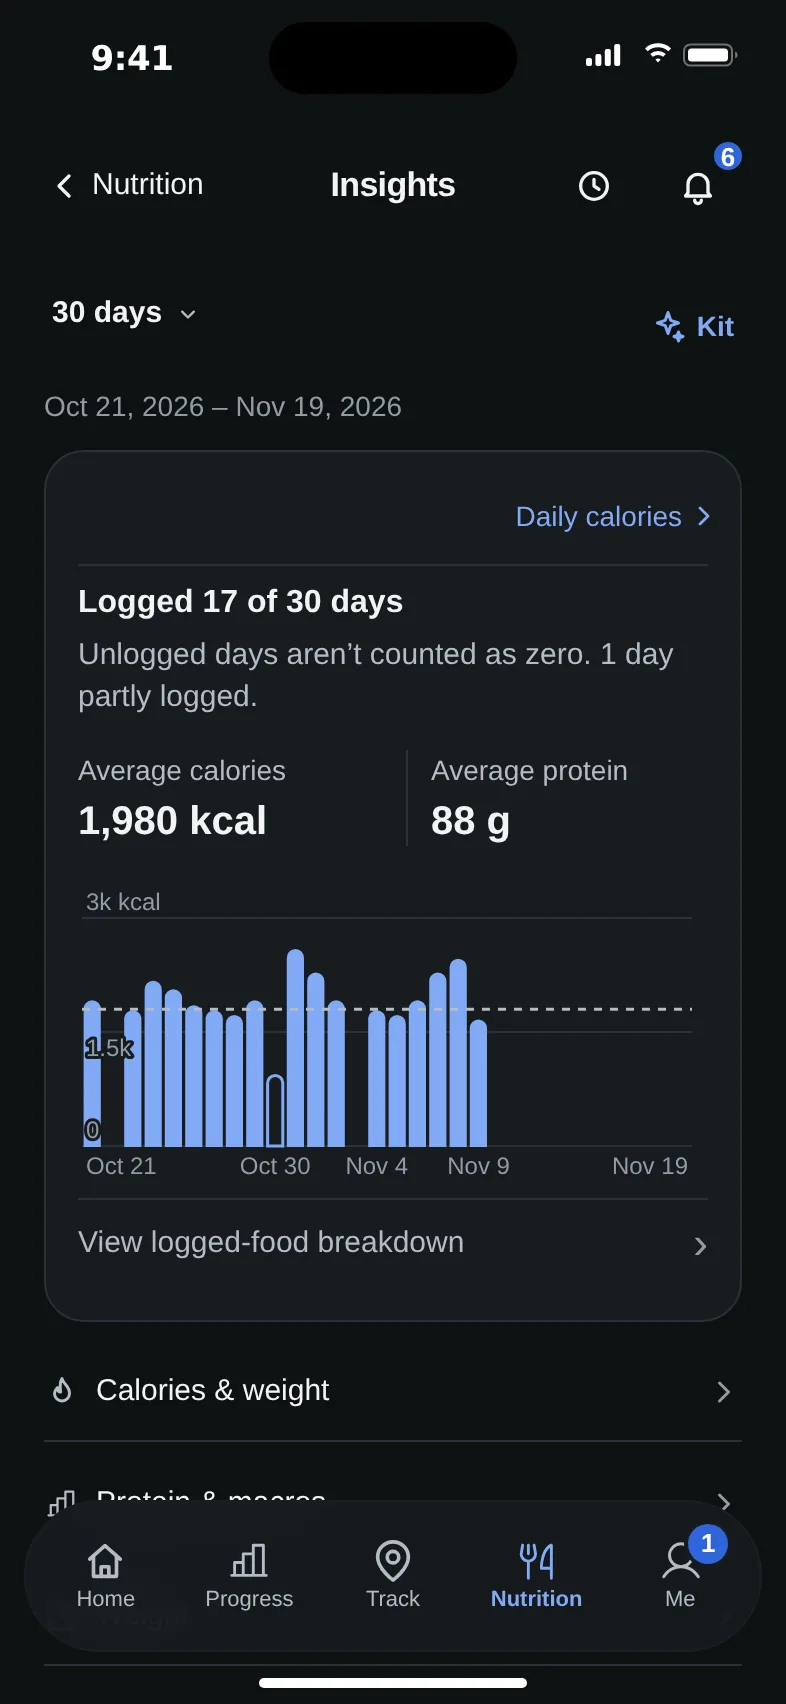 9:41
6
Nutrition
Insights
30 days
Kit
Oct 21, 2026 – Nov 19, 2026
Daily calories
Logged 17 of 30 days
Unlogged days aren’t counted as zero. 1 day
partly logged.
Average calories
Average protein
1,980 kcal
88 g
3k kcal
1.5k
0
Oct 21
Oct 30
Nov 4
Nov 9
Nov 19
View logged-food breakdown
Calories & weight
Protein & macros
1
Home
Progress
Track
Nutrition
Me
Weight